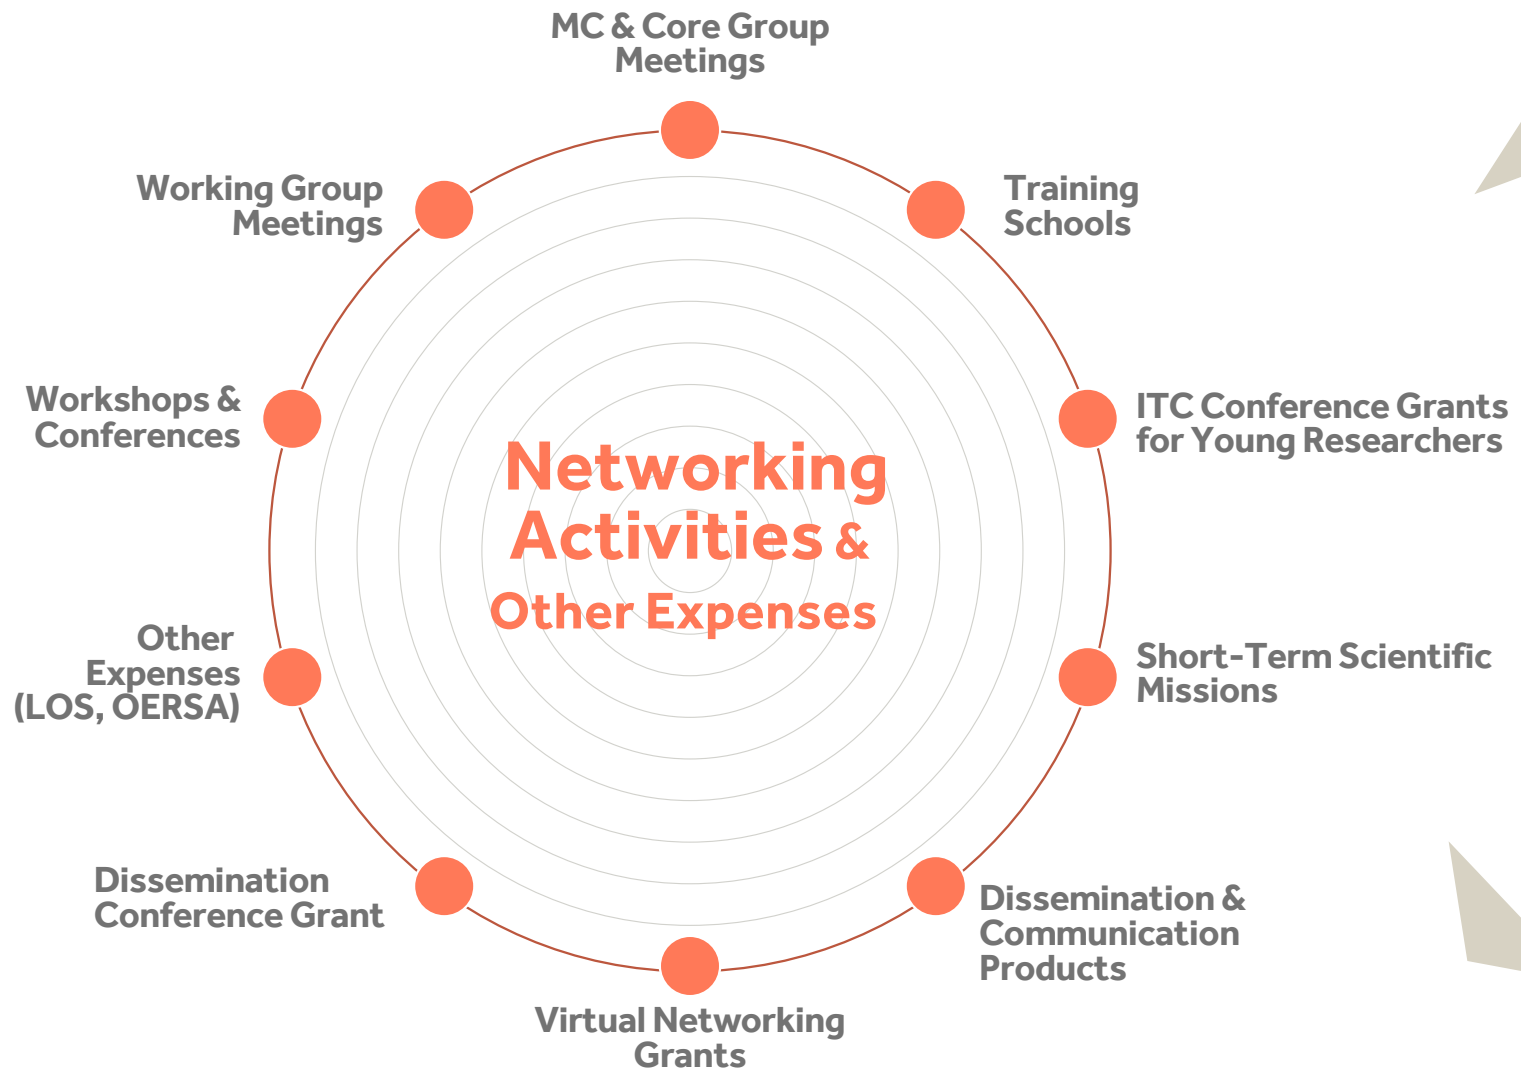 MC & Core Group
Meetings
Training
Schools
ITC Conference Grants
for Young Researchers
Short-Term Scientific
Missions
Dissemination &
Communication
Products
Virtual Networking
Grants
Dissemination
Conference Grant
Other
Expenses
(LOS, OERSA)
Workshops &
Conferences
Working Group
Meetings
Networking
Activities &
Other Expenses